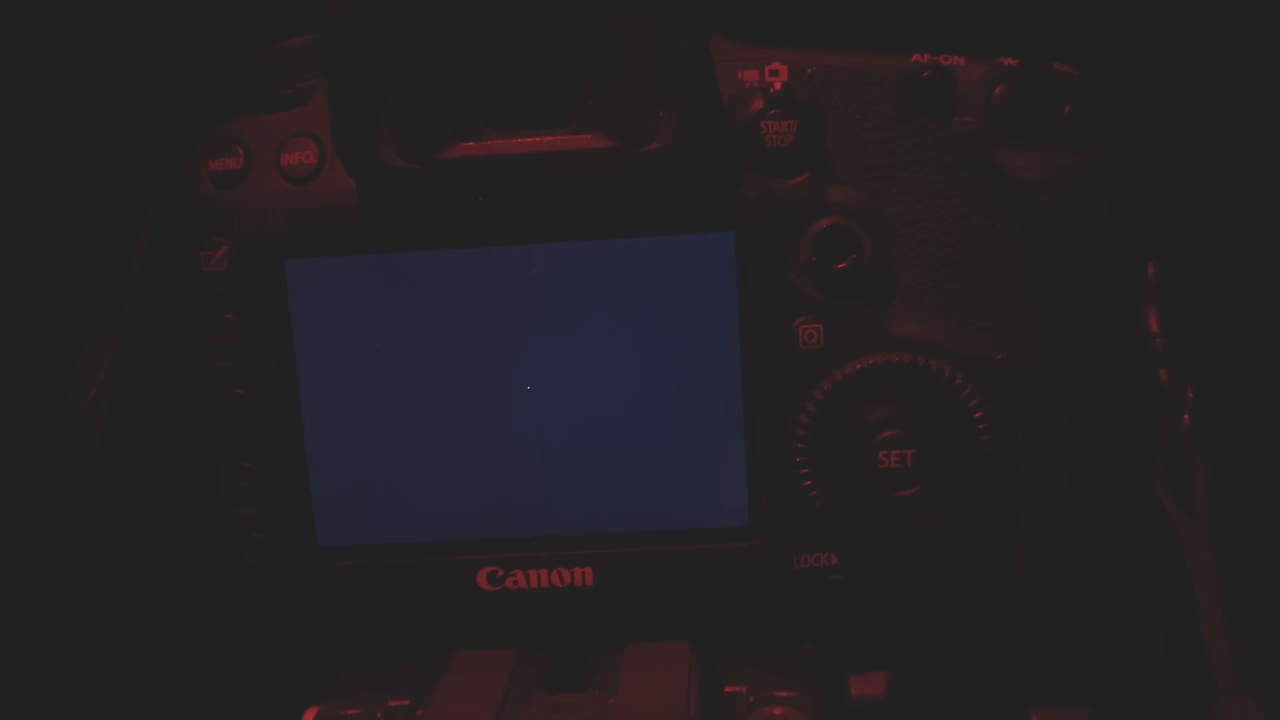 AF-ON
START/
STOP
MENU
INFO.
Q
SET
LOCK
Canon